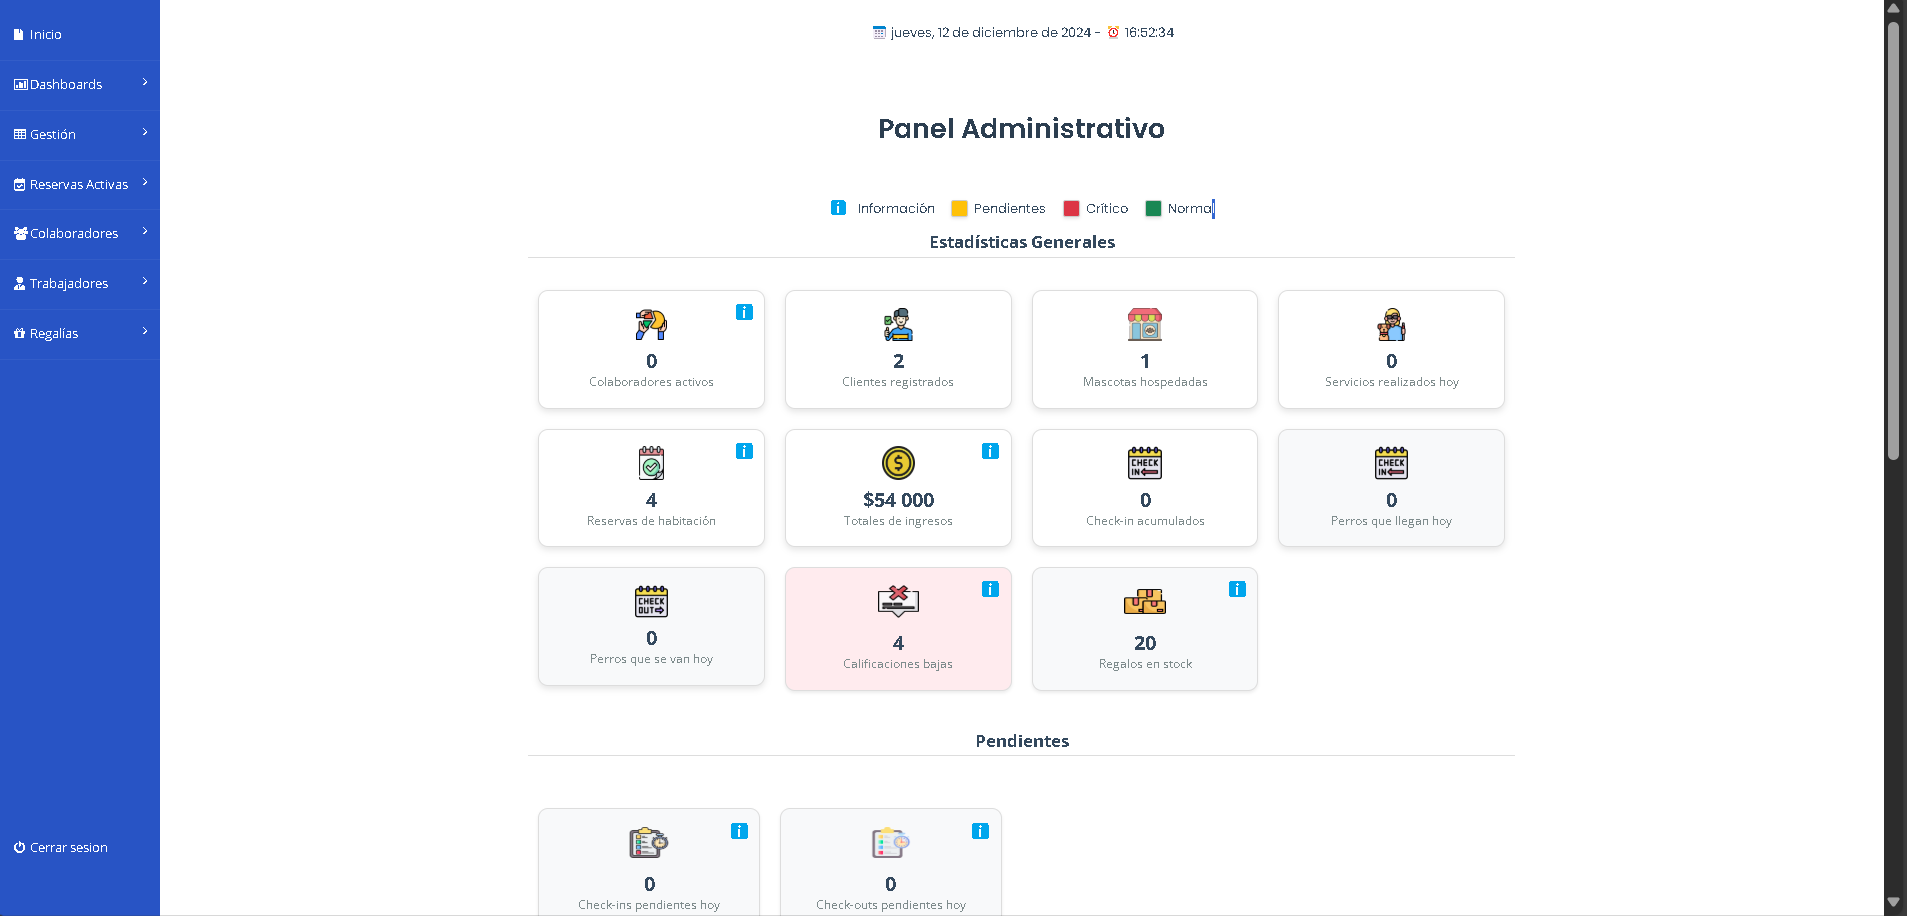 Inicio
Dashboards
Gestión
Reservas Activas
Colaboradores
Trabajadores
Regalías
Cerrar sesion
jueves, 12 de diciembre de 2024 - 16:52:34
Panel Administrativo
Información Pendientes Crítico Normal
Estadísticas Generales
0
Colaboradores activos
2
Clientes registrados
1
Mascotas hospedadas
0
Servicios realizados hoy
4
Reservas de habitación
$54 000
Totales de ingresos
CHECK
IN
0
Check-in acumulados
CHECK
IN
0
Perros que llegan hoy
CHECK
OUT
0
Perros que se van hoy
4
Calificaciones bajas
20
Regalos en stock
Pendientes
0
Check-ins pendientes hoy
0
Check-outs pendientes hoy